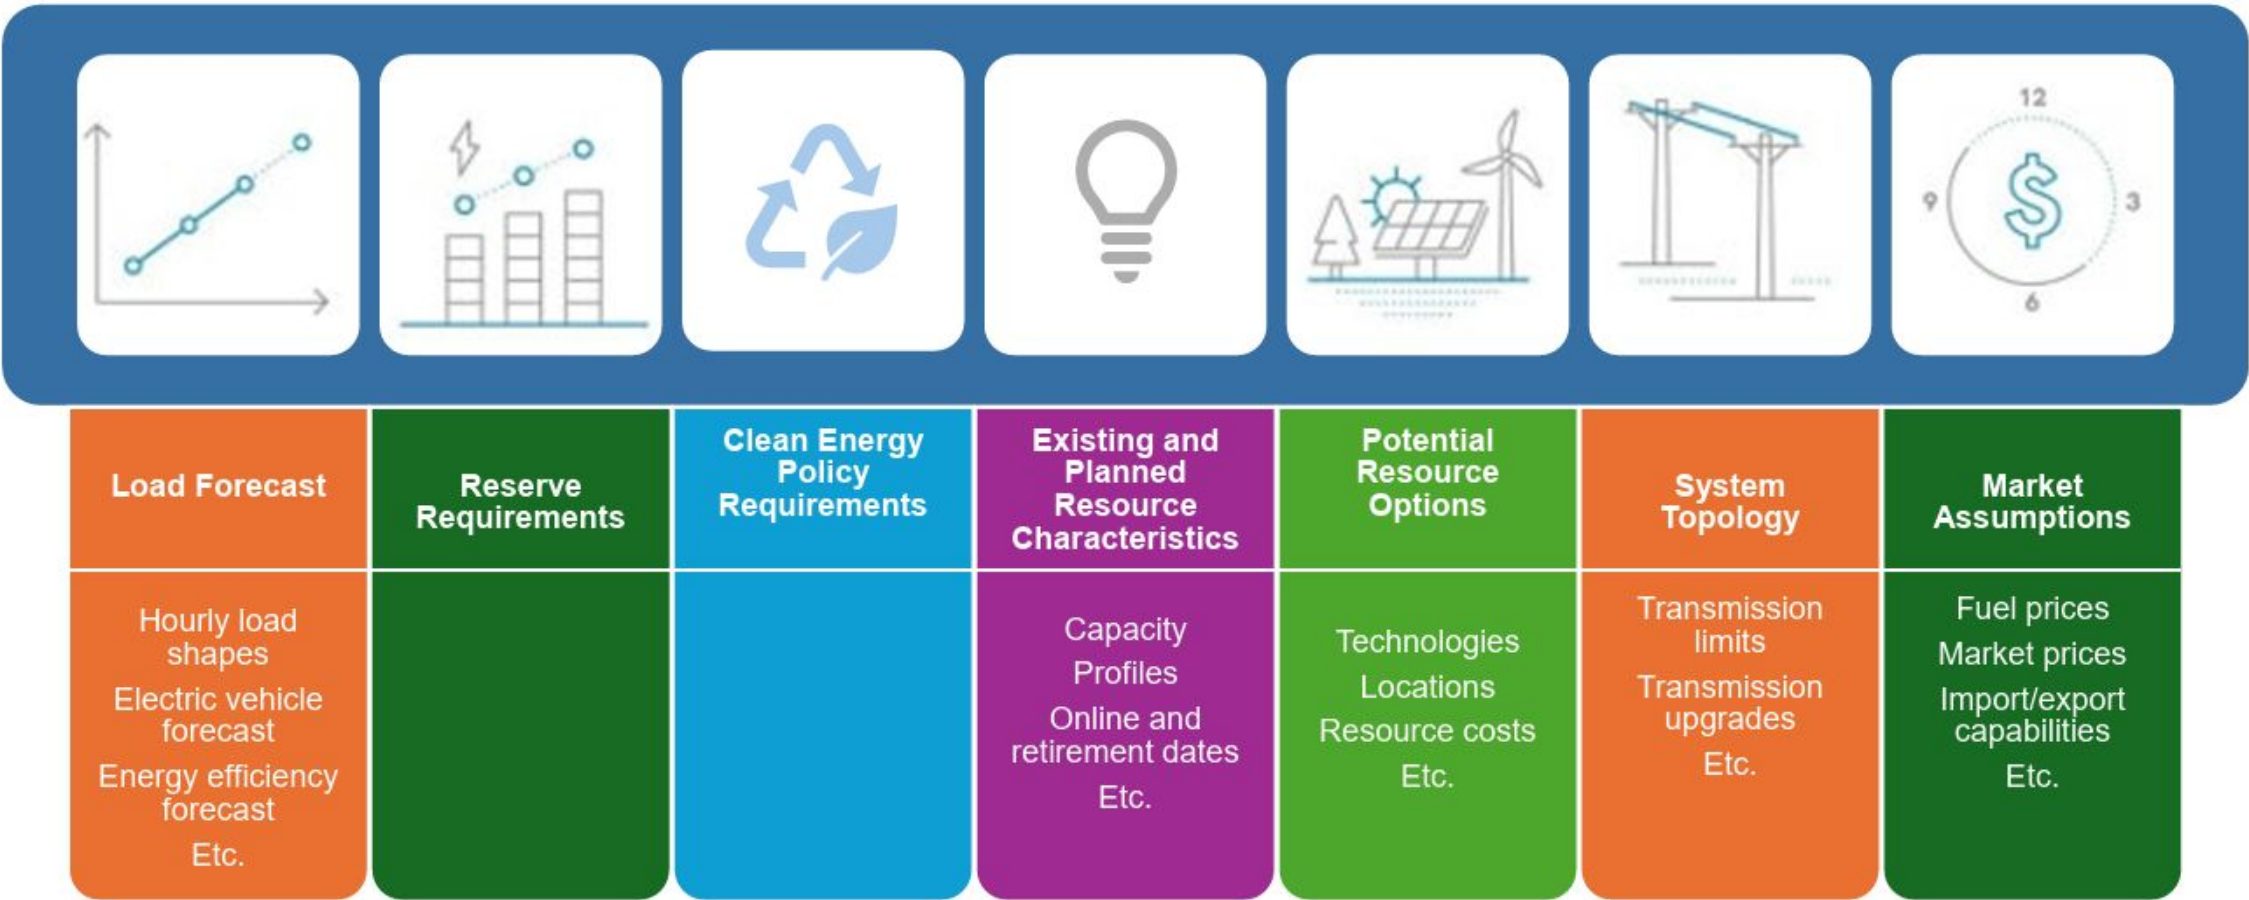 12
9
3
6
Load Forecast
Reserve
Requirements
Clean Energy
Policy
Requirements
Existing and
Planned
Resource
Characteristics
Potential
Resource
Options
System
Topology
Market
Assumptions
Hourly load
shapes
Electric vehicle
forecast
Energy efficiency
forecast
Etc.
Capacity
Profiles
Online and
retirement dates
Etc.
Technologies
Locations
Resource costs
Etc.
Transmission
limits
Transmission
upgrades
Etc.
Fuel prices
Market prices
Import/export
capabilities
Etc.